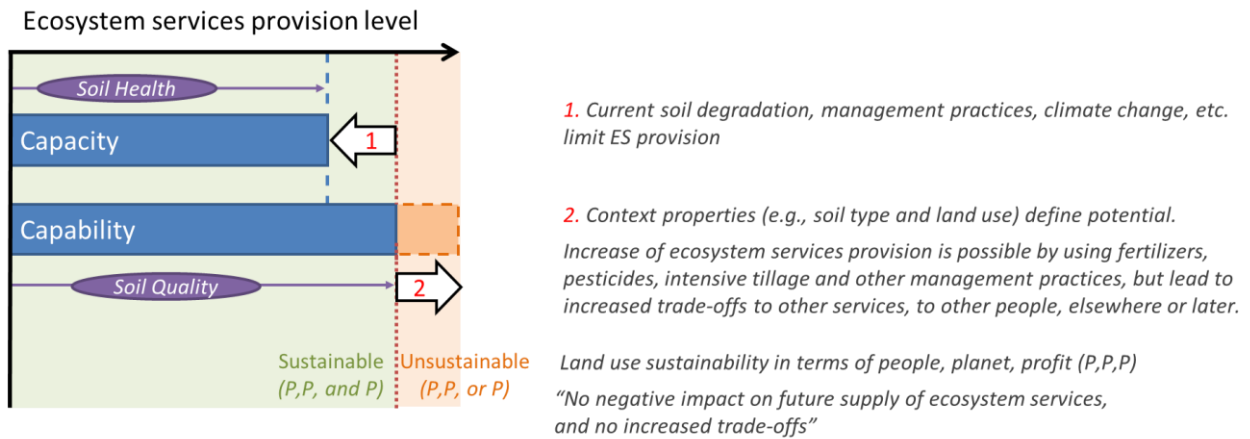 Ecosystem services provision level
Soil Health
Capacity
1
Capability
Soil Quality
2
Sustainable
(P,P, and P)
Unsustainable
(P,P, or P)
1. Current soil degradation, management practices, climate change, etc.
limit ES provision
2. Context properties (e.g., soil type and land use) define potential.
Increase of ecosystem services provision is possible by using fertilizers,
pesticides, intensive tillage and other management practices, but lead to
increased trade-offs to other services, to other people, elsewhere or later.
Land use sustainability in terms of people, planet, profit (P,P,P)
“No negative impact on future supply of ecosystem services,
and no increased trade-offs”